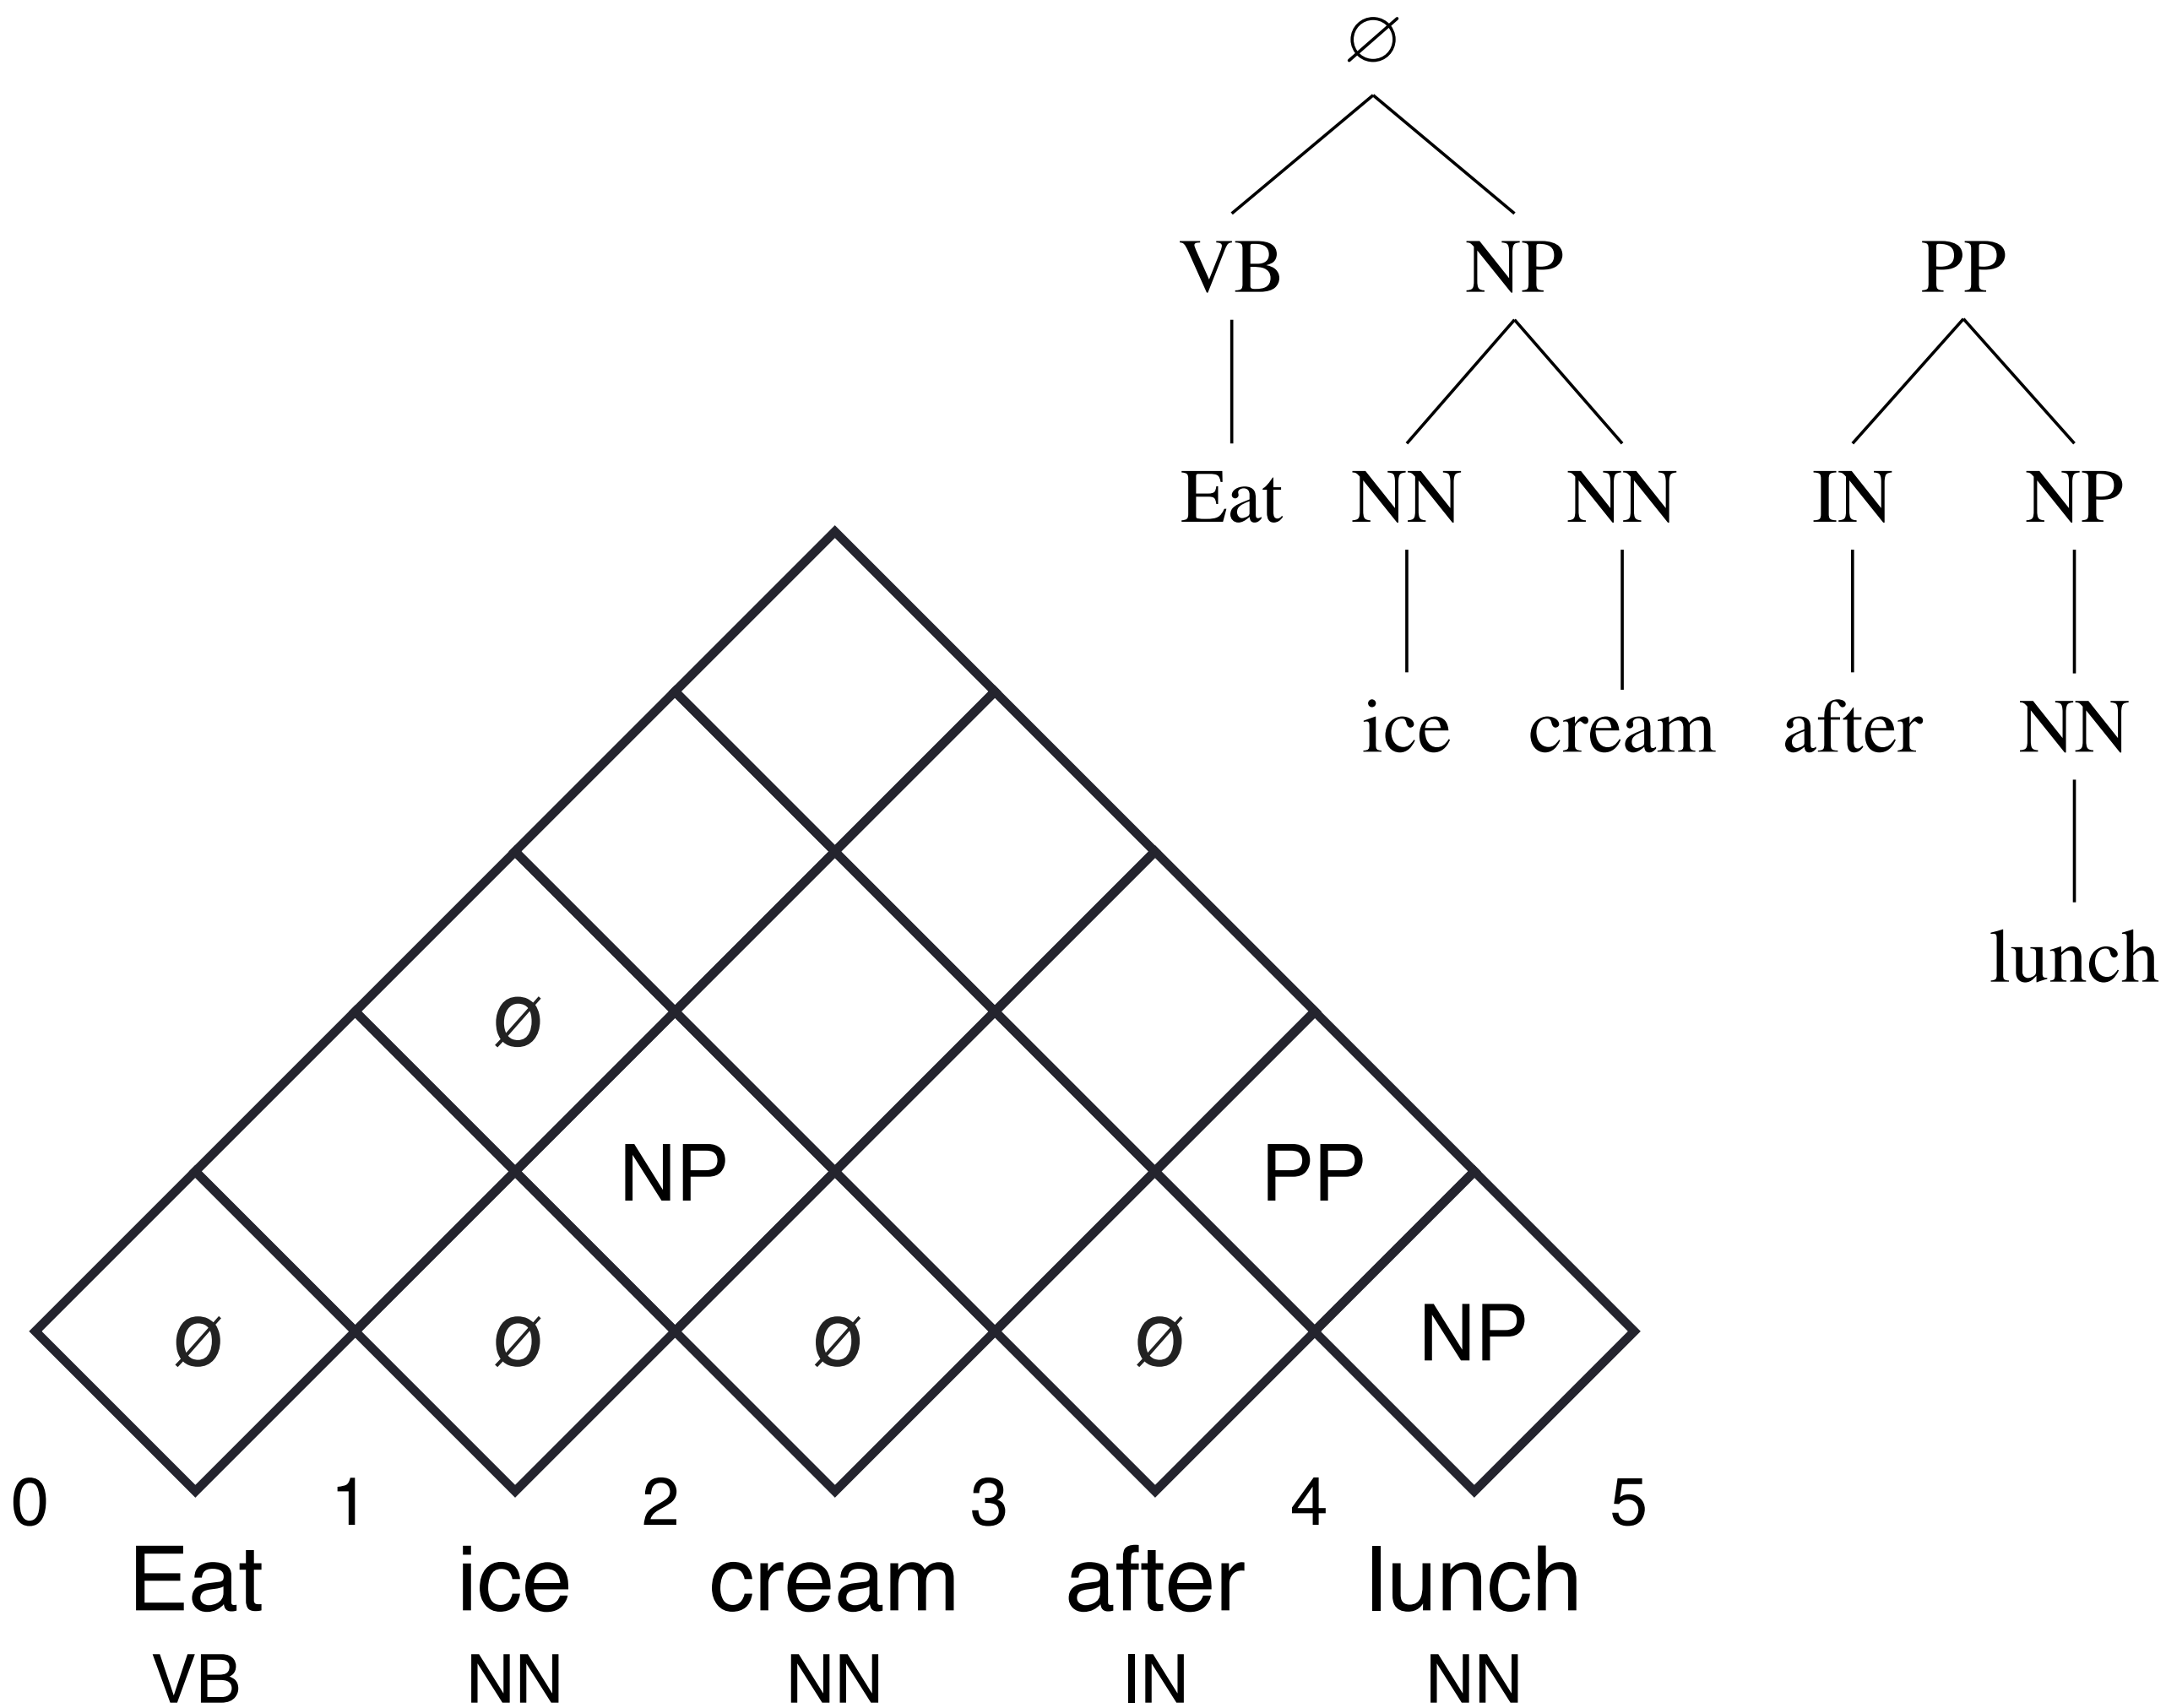 ∅
VB NP PP
Eat NN NN IN NP
ice cream after NN
lunch
∅
NP PP
∅ ∅ ∅ ∅ NP
0 1 2 3 4 5
Eat ice cream after lunch
VB NN NN IN NN